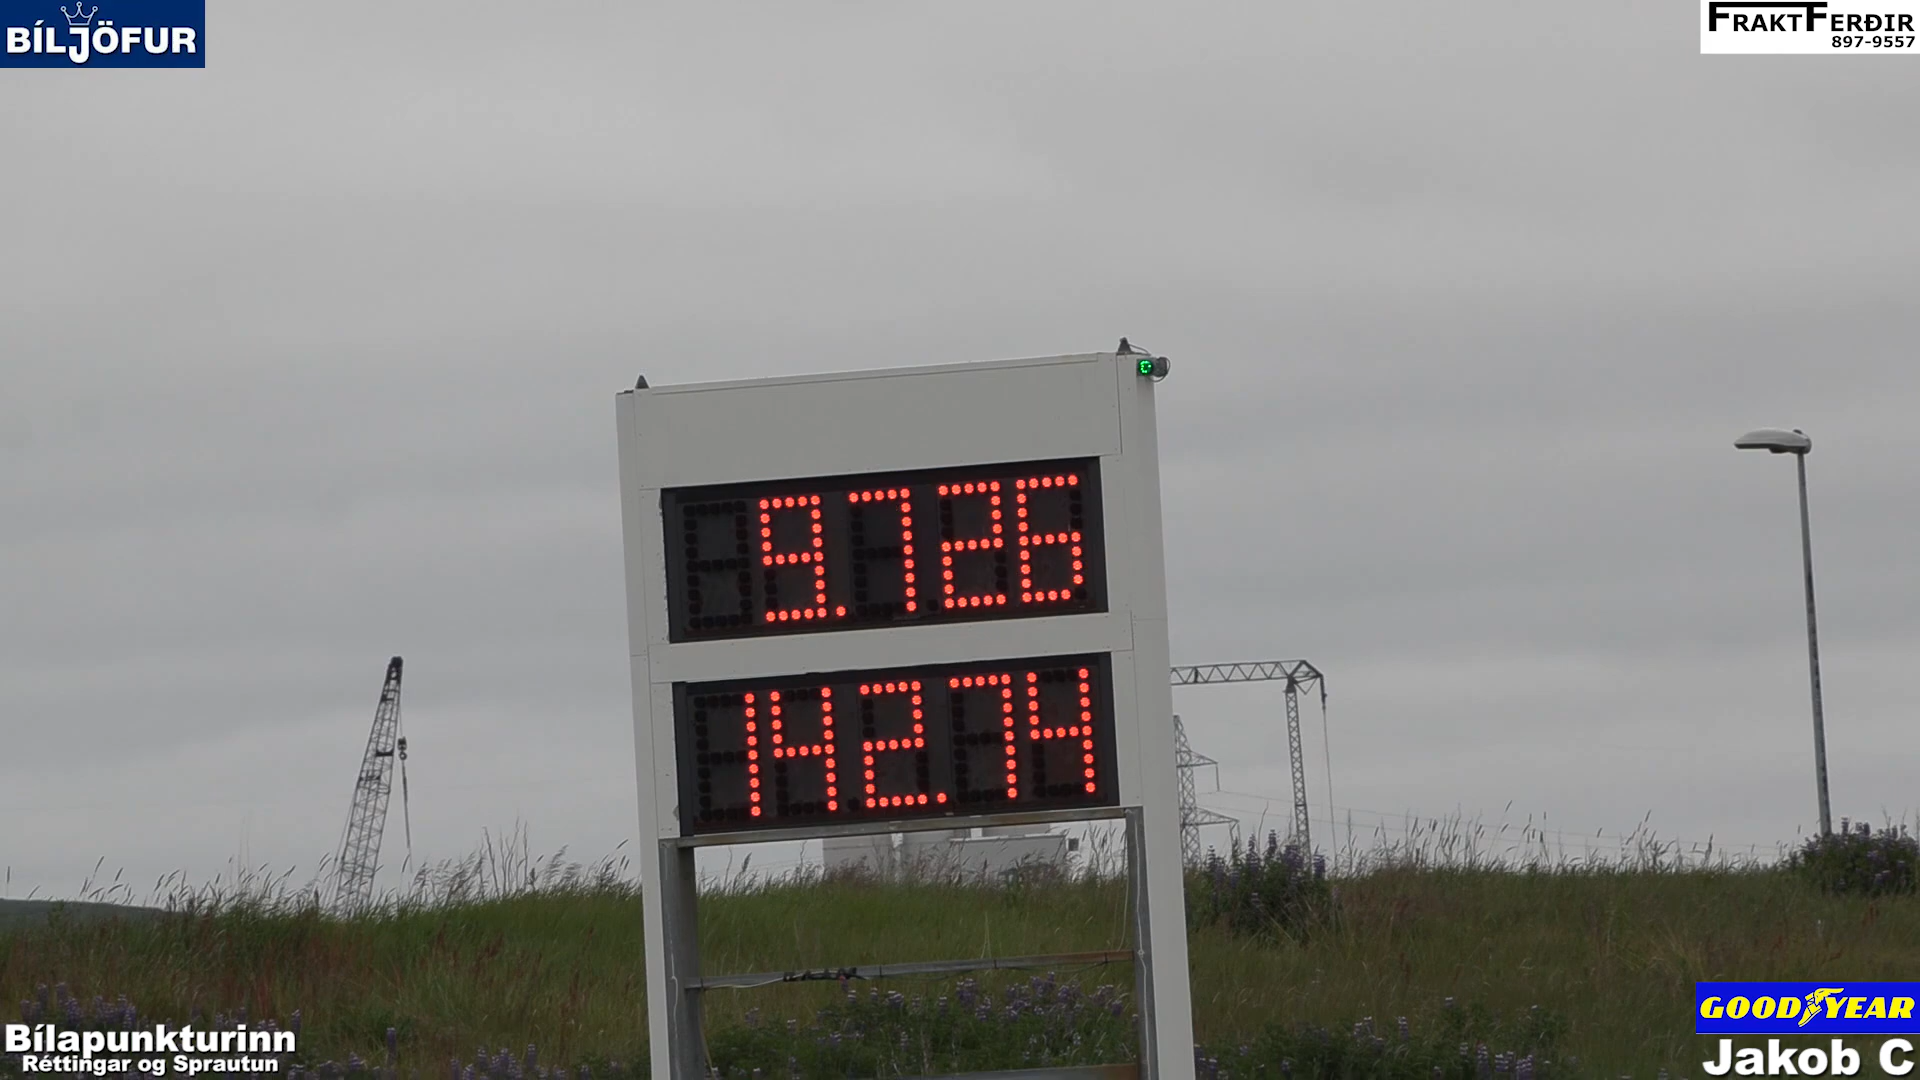 BÍLJÖFUR
FRAKTFERÐIR
897-9557
9.726
142.74
Bílapunkturinn
Réttingar og Sprautun
GOODYEAR
Jakob C